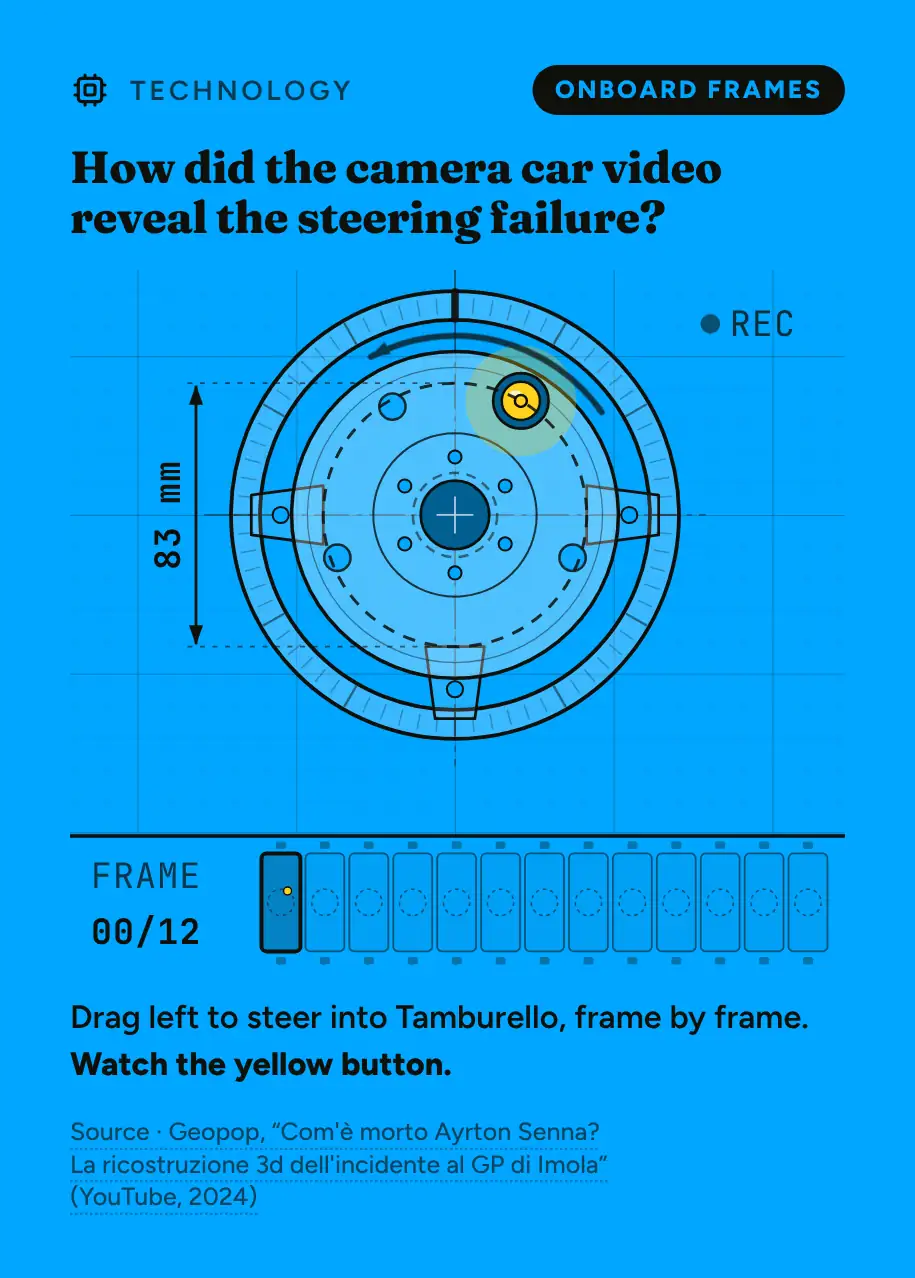 TECHNOLOGY
ONBOARD FRAMES
How did the camera car video
reveal the steering failure?
REC
83 mm
FRAME
00/12
Drag left to steer into Tamburello, frame by frame.
Watch the yellow button.
Source · Geopop, “Com'è morto Ayrton Senna?
La ricostruzione 3d dell'incidente al GP di Imola”
(YouTube, 2024)